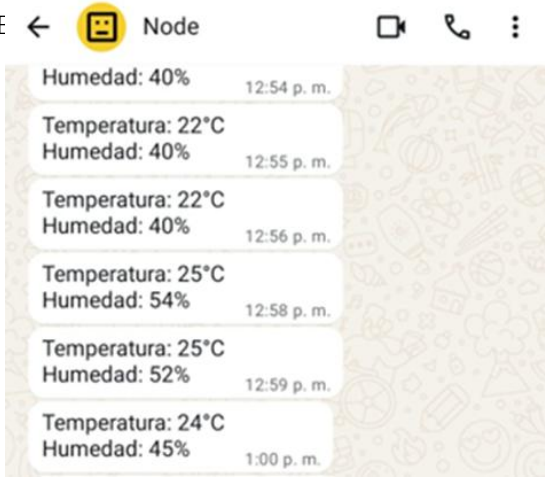 E
Node
Humedad: 40%
12:54 p. m.
Temperatura: 22°C
Humedad: 40%
12:55 p. m.
Temperatura: 22°C
Humedad: 40%
12:56 p. m.
Temperatura: 25°C
Humedad: 54%
12:58 p. m.
Temperatura: 25°C
Humedad: 52%
12:59 p. m.
Temperatura: 24°C
Humedad: 45%
1:00 p. m.